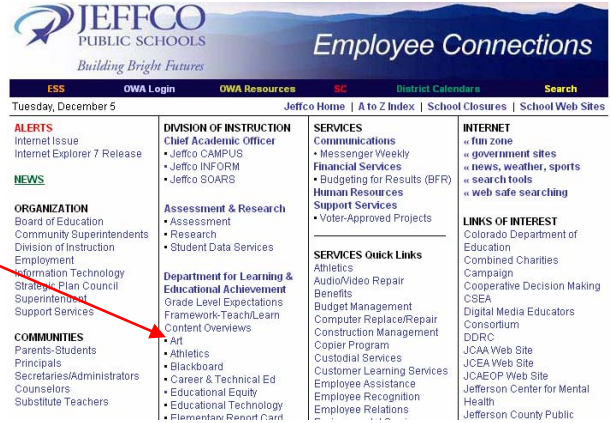 JEFFCO
PUBLIC SCHOOLS
Building Bright Futures
Employee Connections
ESS OWA Login OWA Resources SC District Calendars Search
Tuesday, December 5 Jeffco Home | A to Z Index | School Closures | School Web Sites
ALERTS
Internet Issue
Internet Explorer 7 Release
NEWS
ORGANIZATION
Board of Education
Community Superintendents
Division of Instruction
Employment
Information Technology
Strategic Plan Council
Superintendent
Support Services
COMMUNITIES
Parents-Students
Principals
Secretaries/Administrators
Counselors
Substitute Teachers
DIVISION OF INSTRUCTION
Chief Academic Officer
▪ Jeffco CAMPUS
▪ Jeffco INFORM
▪ Jeffco SOARS
Assessment & Research
▪ Assessment
▪ Research
▪ Student Data Services
Department for Learning &
Educational Achievement
Grade Level Expectations
Framework-Teach/Learn
Content Overviews
▪ Art
▪ Athletics
▪ Blackboard
▪ Career & Technical Ed
▪ Educational Equity
▪ Educational Technology
▪ Elementary Report Card
SERVICES
Communications
▪ Messenger Weekly
Financial Services
▪ Budgeting for Results (BFR)
Human Resources
Support Services
▪ Voter-Approved Projects
SERVICES Quick Links
Athletics
Audio/Video Repair
Benefits
Budget Management
Computer Replace/Repair
Construction Management
Copier Program
Custodial Services
Customer Learning Services
Employee Assistance
Employee Recognition
Employee Relations
INTERNET
« fun zone
« government sites
« news, weather, sports
« search tools
« web safe searching
LINKS OF INTEREST
Colorado Department of
Education
Combined Charities
Campaign
Cooperative Decision Making
CSEA
Digital Media Educators
Consortium
DDRC
JCAA Web Site
JCEA Web Site
JCAEOP Web Site
Jefferson Center for Mental
Health
Jefferson County Public